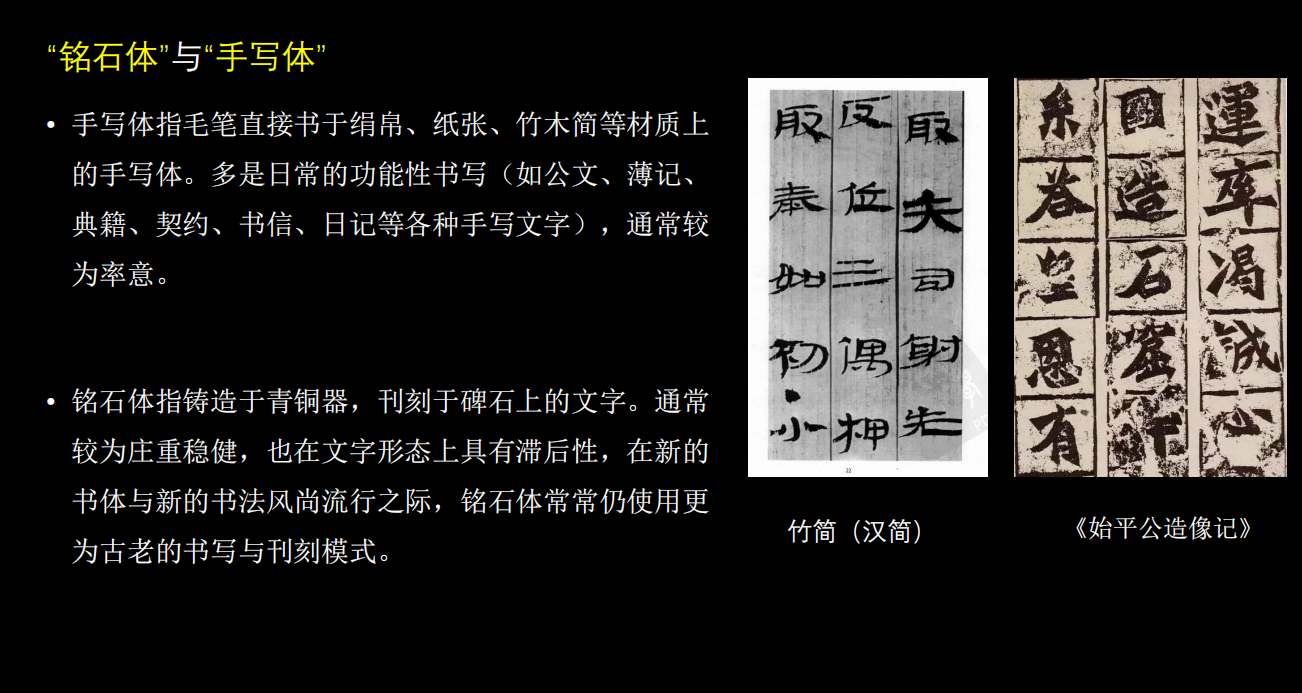 “铭石体”与“手写体”
• 手写体指毛笔直接书于绢帛、纸张、竹木简等材质上
的手写体。多是日常的功能性书写（如公文、薄记、
典籍、契约、书信、日记等各种手写文字），通常较
为率意。
• 铭石体指铸造于青铜器，刊刻于碑石上的文字。通常
较为庄重稳健，也在文字形态上具有滞后性，在新的
书体与新的书法风尚流行之际，铭石体常常仍使用更
为古老的书写与刊刻模式。
取夫司射先
反位三偶押
取奏如初小
22
竹简（汉简）
運率渴誠心
國造石窟
答 恩有
《始平公造像记》